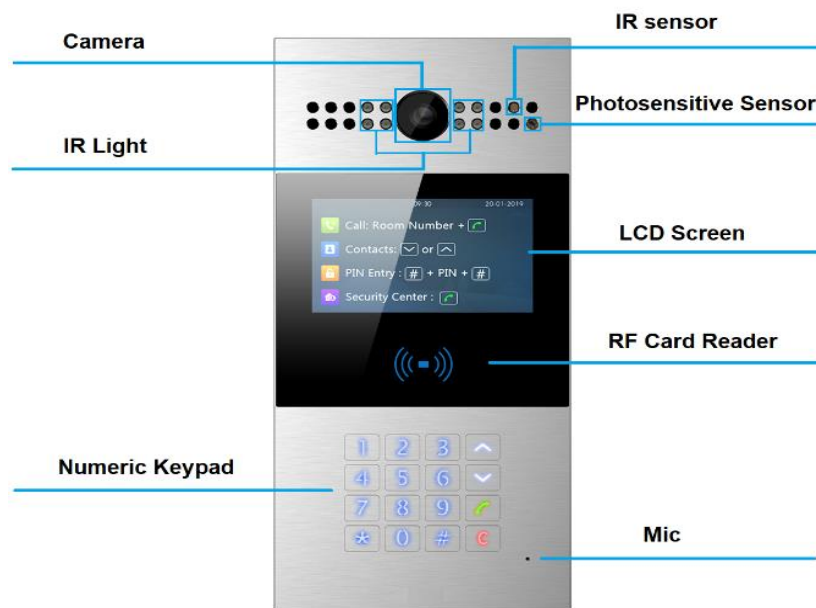 Camera
IR sensor
Photosensitive Sensor
IR Light
09:30 20-01-2019
Call: Room Number +
Contacts: or
PIN Entry : # + PIN + #
Security Center :
LCD Screen
RF Card Reader
1 2 3
4 5 6
7 8 9
* 0 # C
Numeric Keypad
Mic